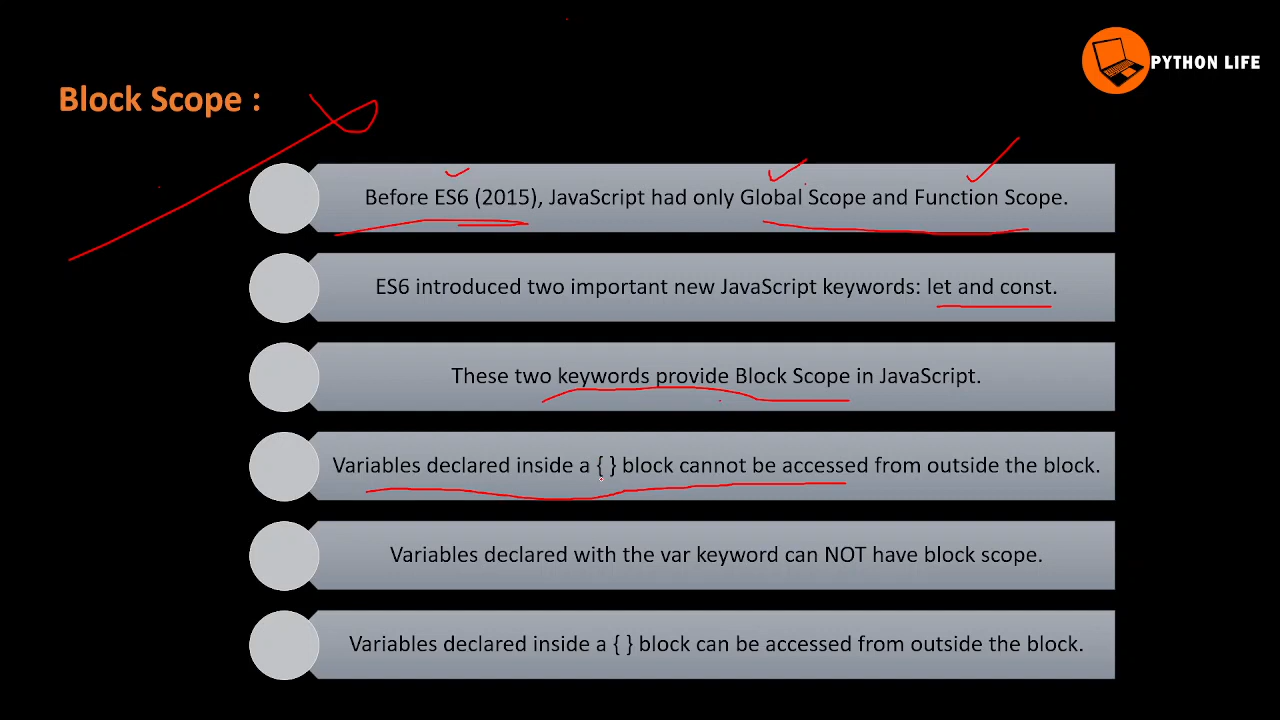 PYTHON LIFE
Block Scope :
Before ES6 (2015), JavaScript had only Global Scope and Function Scope.
ES6 introduced two important new JavaScript keywords: let and const.
These two keywords provide Block Scope in JavaScript.
Variables declared inside a { } block cannot be accessed from outside the block.
Variables declared with the var keyword can NOT have block scope.
Variables declared inside a { } block can be accessed from outside the block.